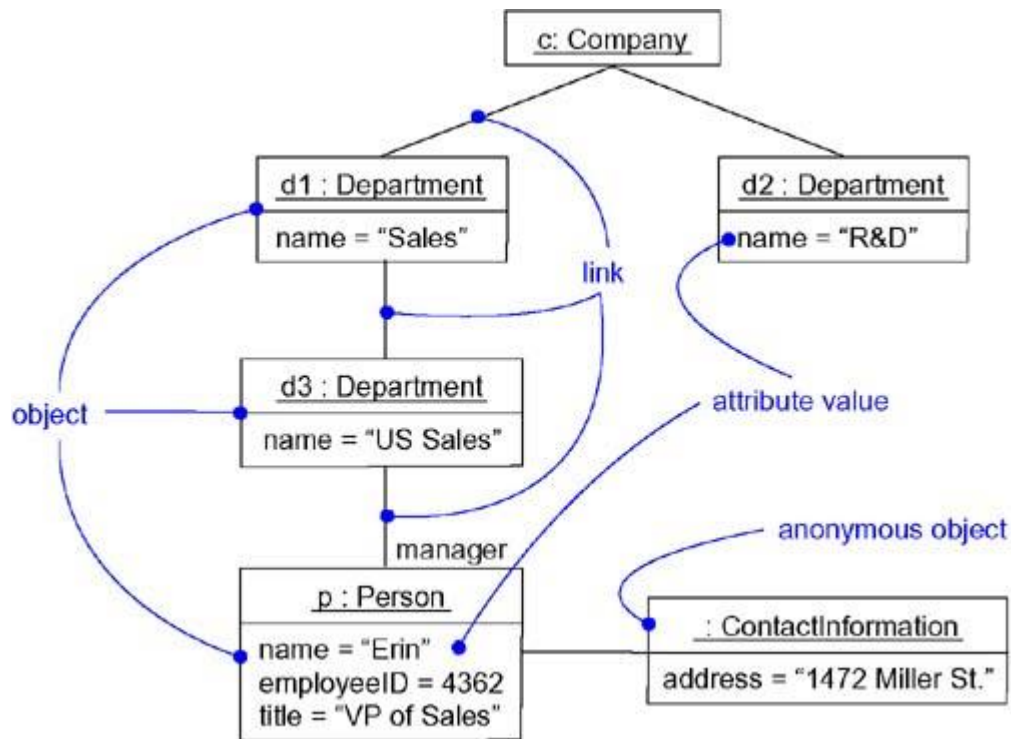 c: Company
d1 : Department
name = “Sales”
d2 : Department
name = “R&D”
link
d3 : Department
name = “US Sales”
object
attribute value
anonymous object
manager
p : Person
name = “Erin”
employeeID = 4362
title = “VP of Sales”
: ContactInformation
address = “1472 Miller St.”